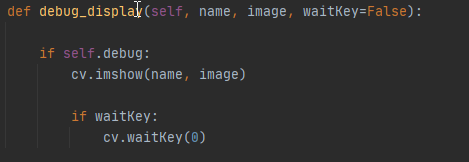 def debug_display(self, name, image, waitKey=False):
if self.debug:
cv.imshow(name, image)
if waitKey:
cv.waitKey(0)